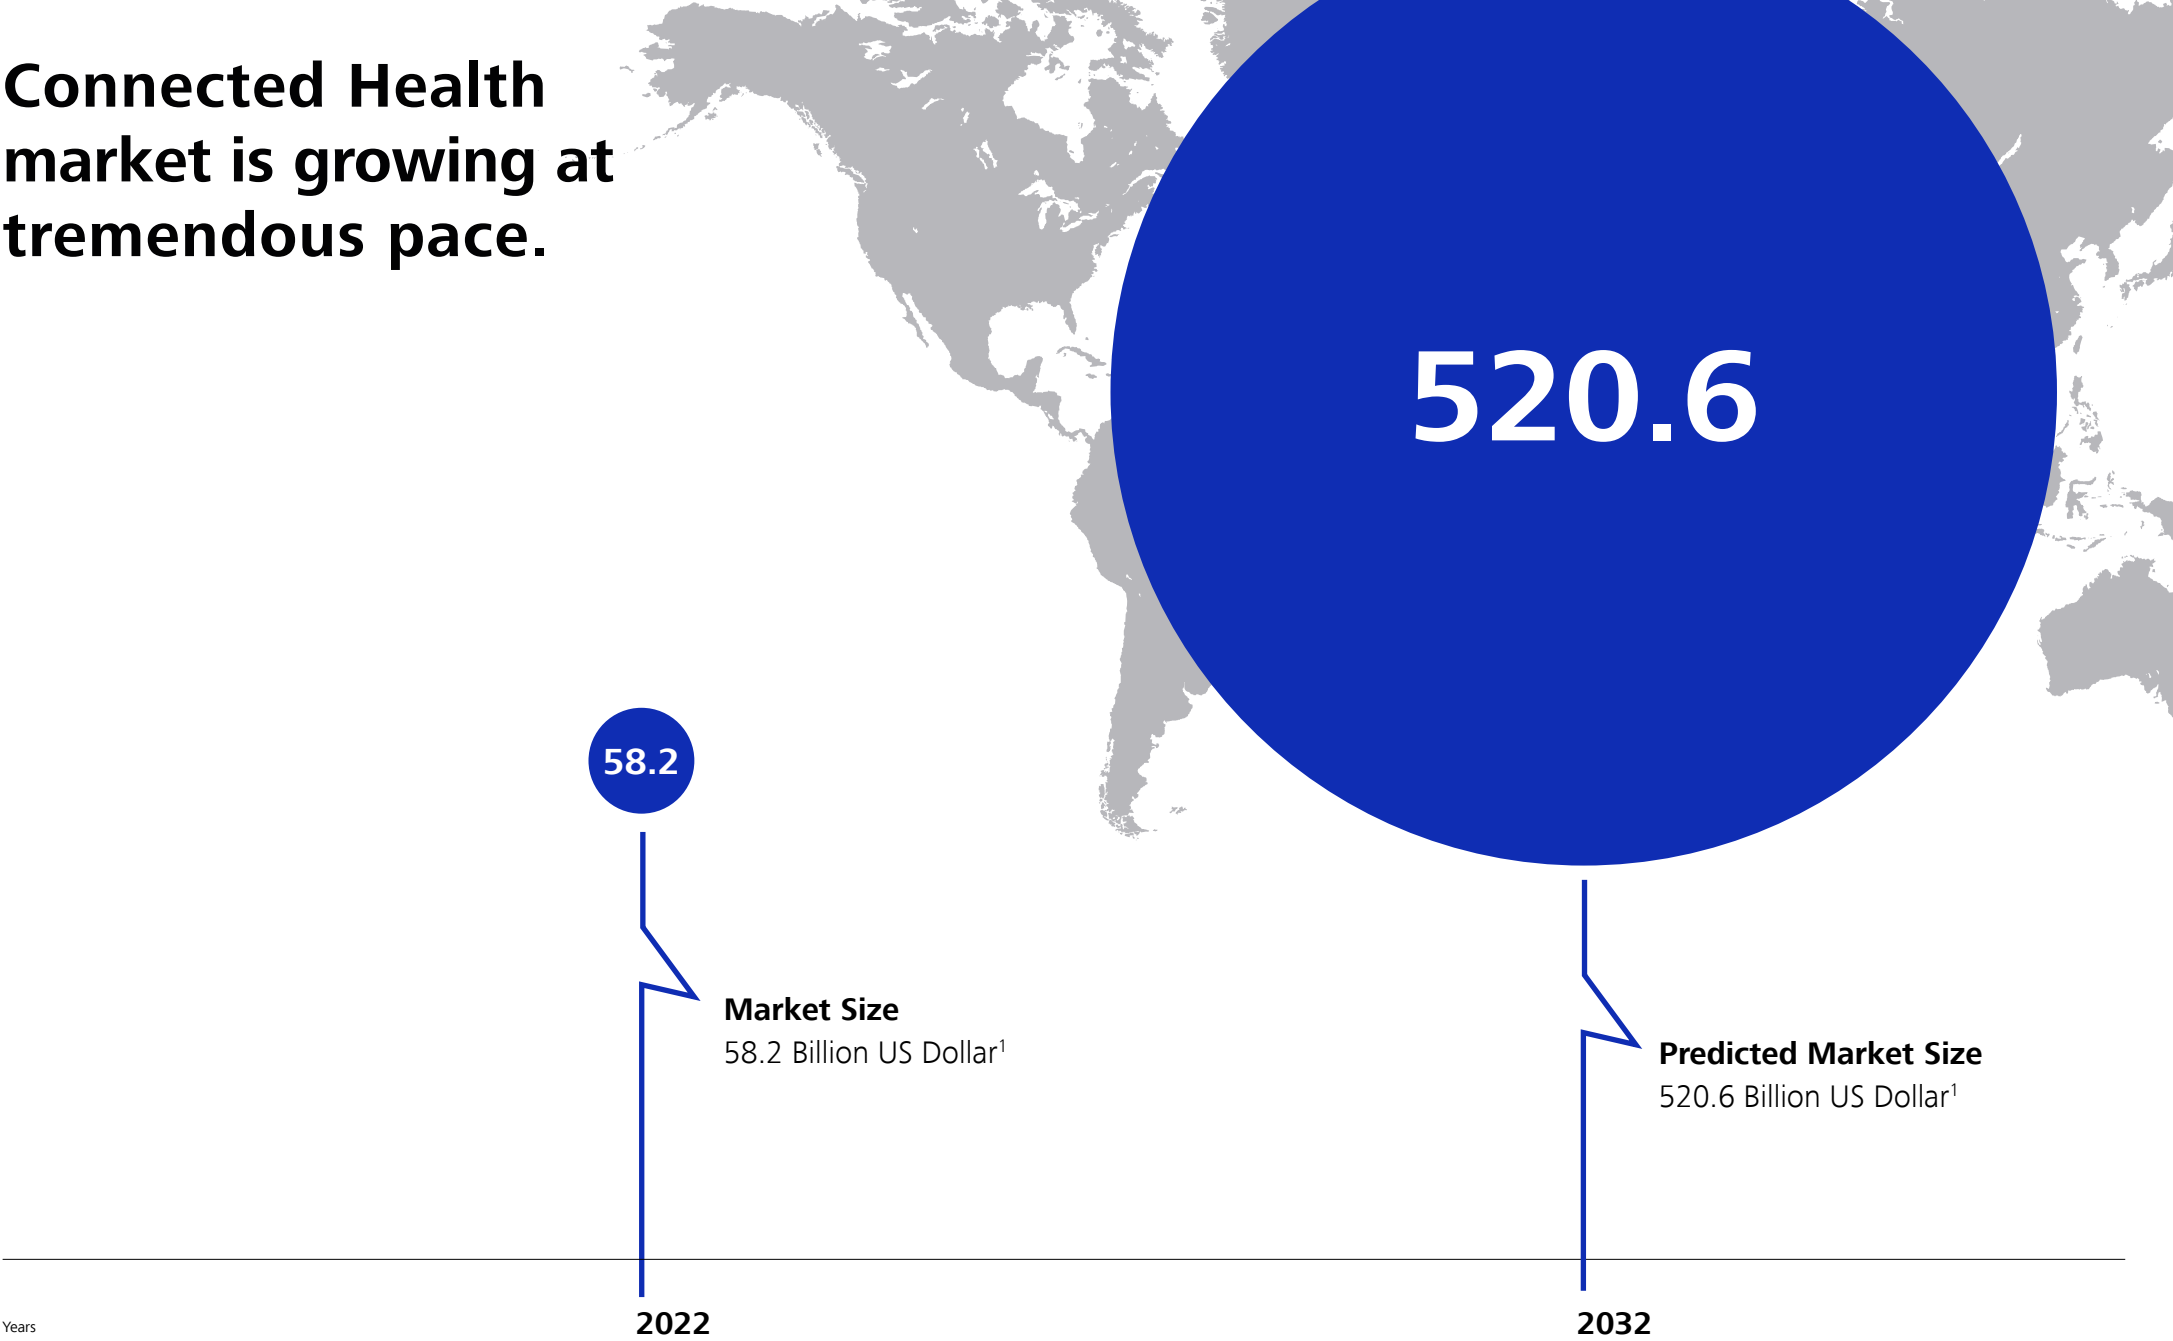 Connected Health
market is growing at
tremendous pace.
520.6
58.2
Market Size
58.2 Billion US Dollar¹
Predicted Market Size
520.6 Billion US Dollar¹
Years
2022
2032